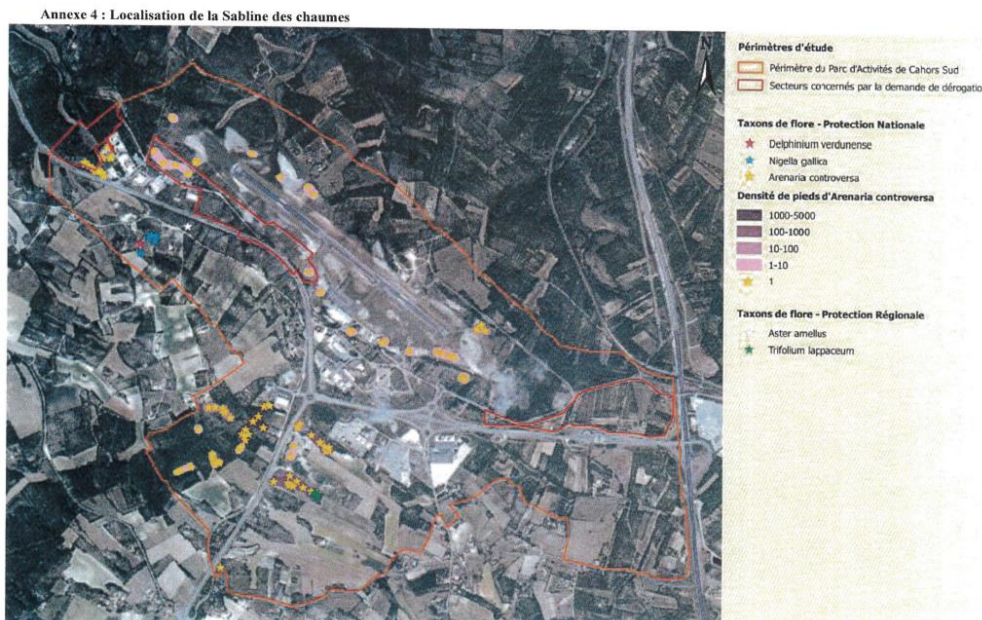 Annexe 4 : Localisation de la Sabline des chaumes
N
Périmètres d'étude
Périmètre du Parc d'Activités de Cahors Sud
Secteurs concernés par la demande de dérogatio
Taxons de flore - Protection Nationale
Delphinium verdunense
Nigella gallica
Arenaria controversa
Densité de pieds d'Arenaria controversa
1000-5000
100-1000
10-100
1-10
1
Taxons de flore - Protection Régionale
Aster amellus
Trifolium lappaceum